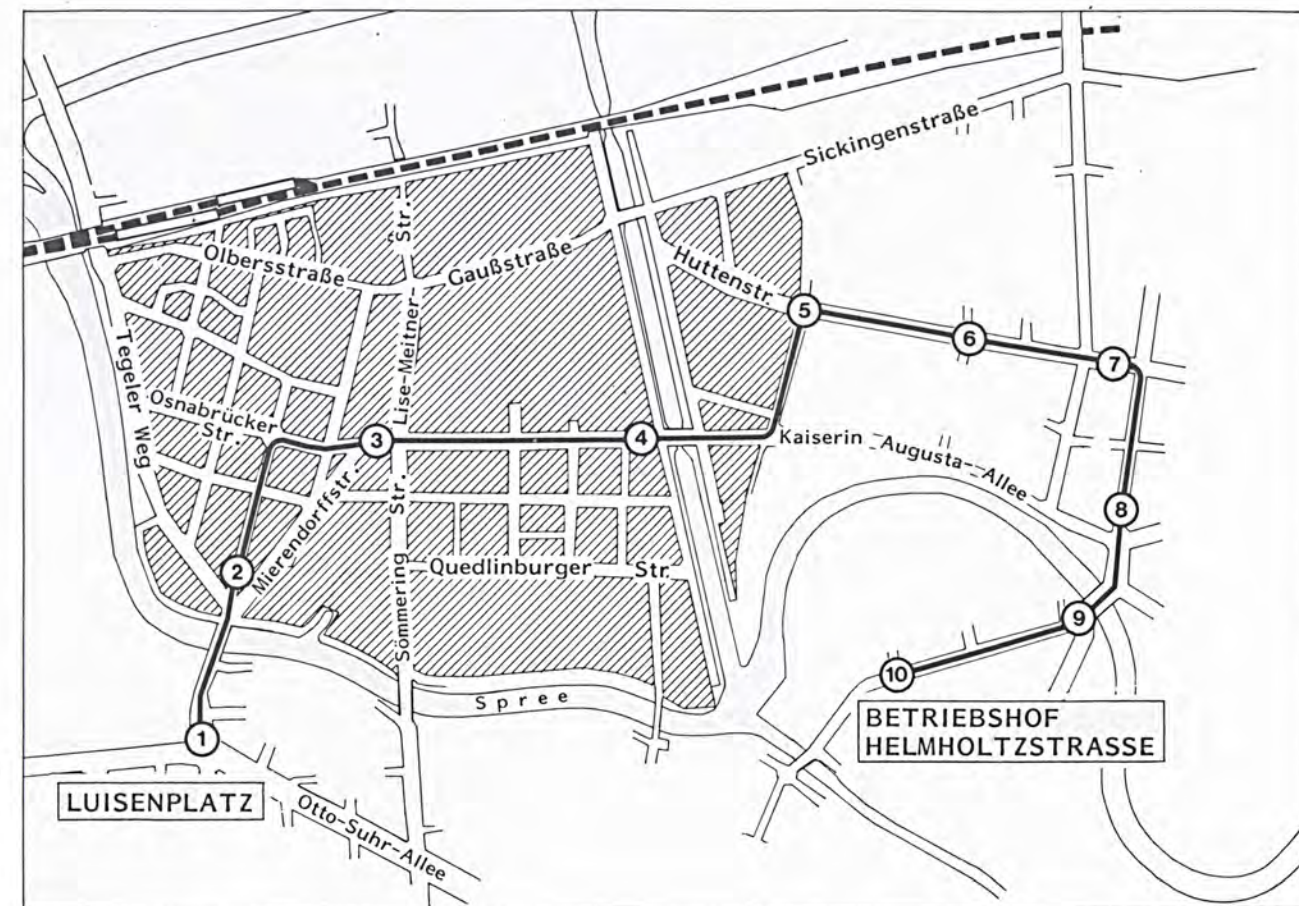 Sickingenstraße
Olbersstraße
Gaußstraße
Huttenstr.
Lise-Meitner-
Str.
Tegeler Weg
Osnabrücker
Str.
Mierendorffstr.
Kaiserin-Augusta-Allee
Sömmering
Str.
Quedlinburger Str.
Spree
Otto-Suhr-Allee
1
2
3
4
5
6
7
8
9
10
LUISENPLATZ
BETRIEBSHOF
HELMHOLTZSTRASSE